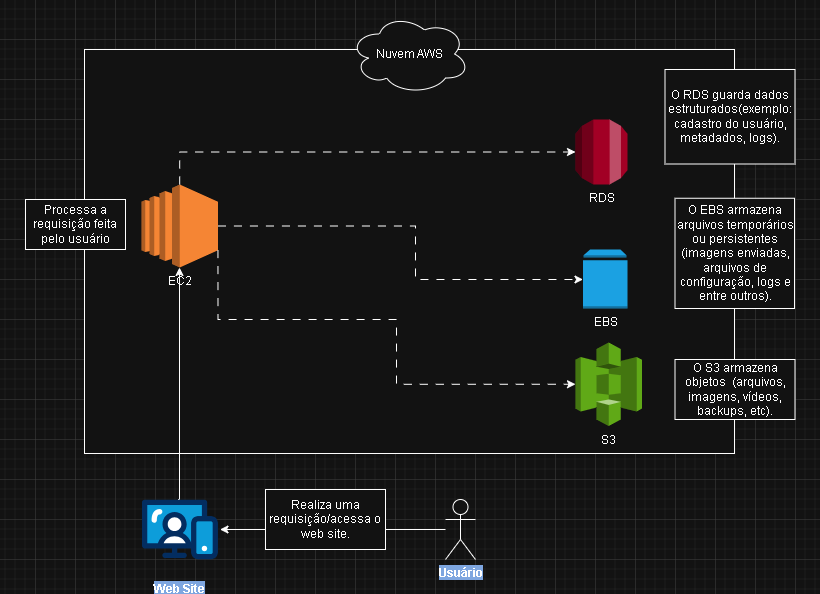 Nuvem AWS
O RDS guarda dados
estruturados(exemplo:
cadastro do usuário,
metadados, logs).
RDS
Processa a
requisição feita
pelo usuário
EC2
O EBS armazena
arquivos temporários
ou persistentes
(imagens enviadas,
arquivos de
configuração, logs e
entre outros).
EBS
O S3 armazena
objetos (arquivos,
imagens, vídeos,
backups, etc).
S3
Realiza uma
requisição/acessa o
web site.
Usuário
Web Site